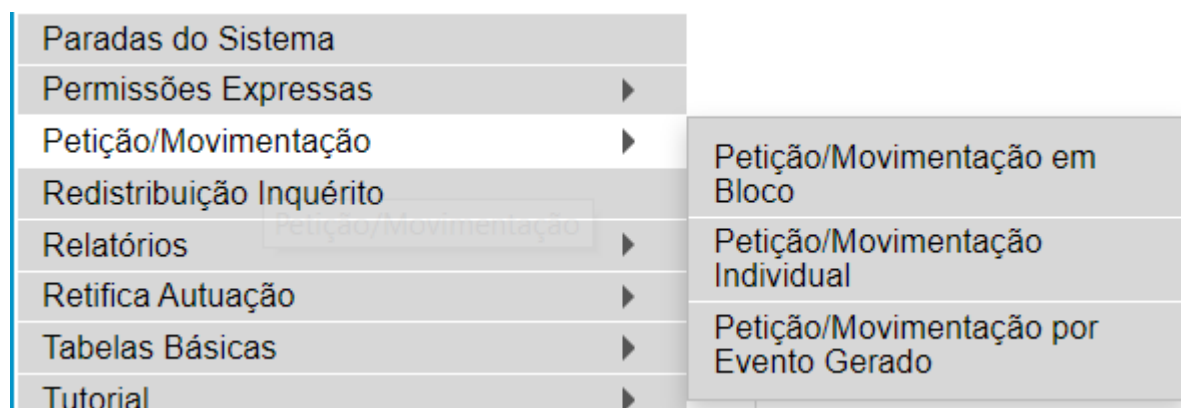 Paradas do Sistema
Permissões Expressas
Petição/Movimentação
Redistribuição Inquérito
Petição/Movimentação
Relatórios
Retifica Autuação
Tabelas Básicas
Tutorial
Petição/Movimentação em
Bloco
Petição/Movimentação
Individual
Petição/Movimentação por
Evento Gerado